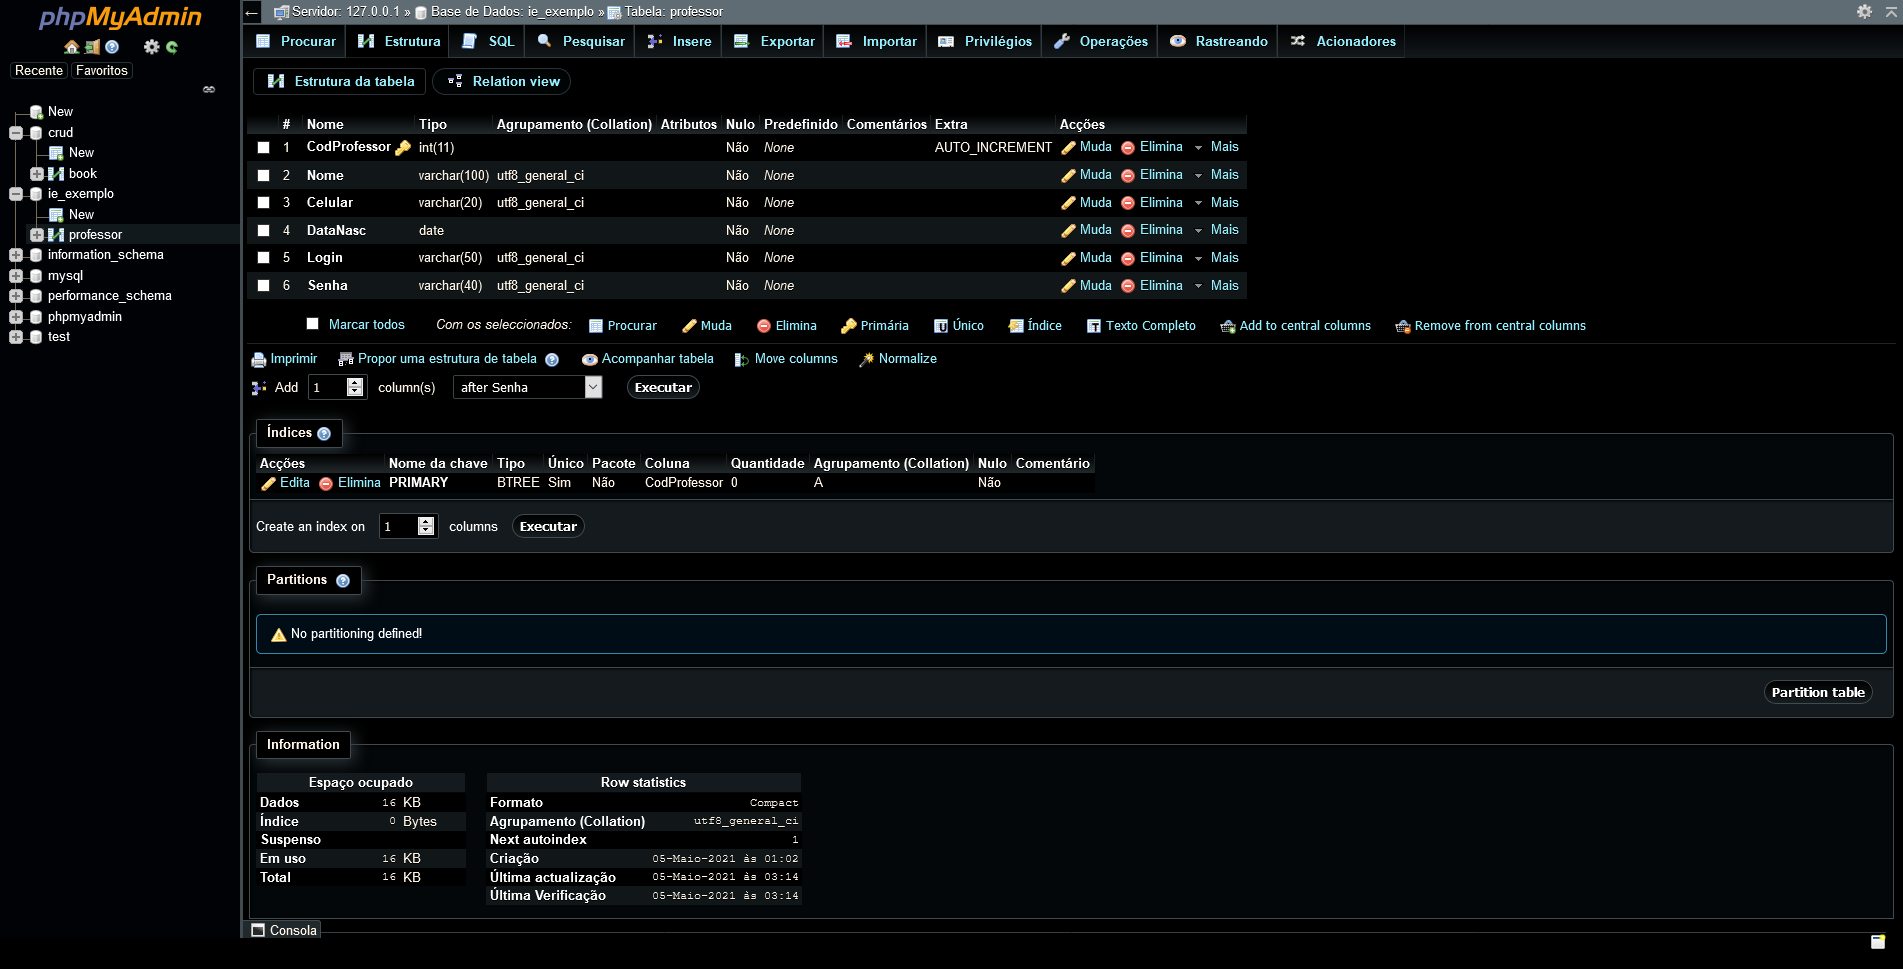 phpMyAdmin
Recente Favoritos
New
crud
New
book
ie_exemplo
New
professor
information_schema
mysql
performance_schema
phpmyadmin
test
Servidor: 127.0.0.1 » Base de Dados: ie_exemplo » Tabela: professor
Procurar Estrutura SQL Pesquisar Insere Exportar Importar Privilégios Operações Rastreando Acionadores
Estrutura da tabela Relation view
# Nome Tipo Agrupamento (Collation) Atributos Nulo Predefinido Comentários Extra Acções
1 CodProfessor int(11) Não None AUTO_INCREMENT Muda Elimina Mais
2 Nome varchar(100) utf8_general_ci Não None Muda Elimina Mais
3 Celular varchar(20) utf8_general_ci Não None Muda Elimina Mais
4 DataNasc date Não None Muda Elimina Mais
5 Login varchar(50) utf8_general_ci Não None Muda Elimina Mais
6 Senha varchar(40) utf8_general_ci Não None Muda Elimina Mais
Marcar todos Com os seleccionados: Procurar Muda Elimina Primária Único Índice Texto Completo Add to central columns Remove from central columns
Imprimir Propor uma estrutura de tabela Acompanhar tabela Move columns Normalize
Add 1 column(s) after Senha Executar
Índices
Acções Nome da chave Tipo Único Pacote Coluna Quantidade Agrupamento (Collation) Nulo Comentário
Edita Elimina PRIMARY BTREE Sim Não CodProfessor 0 A Não
Create an index on 1 columns Executar
Partitions
No partitioning defined!
Partition table
Information
Espaço ocupado
Dados 16 KB
Índice 0 Bytes
Suspenso
Em uso 16 KB
Total 16 KB
Row statistics
Formato Compact
Agrupamento (Collation) utf8_general_ci
Next autoindex 1
Criação 05-Maio-2021 às 01:02
Última actualização 05-Maio-2021 às 03:14
Última Verificação 05-Maio-2021 às 03:14
Consola